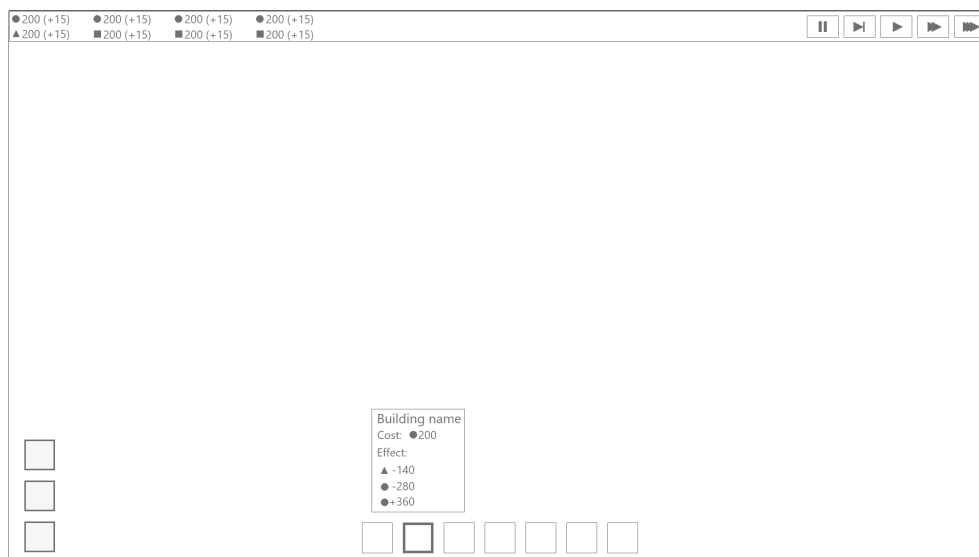 ●200 (+15) ●200 (+15) ●200 (+15) ●200 (+15)
▲200 (+15) ■200 (+15) ■200 (+15) ■200 (+15)
Building name
Cost: ●200
Effect:
▲ -140
● -280
●+360